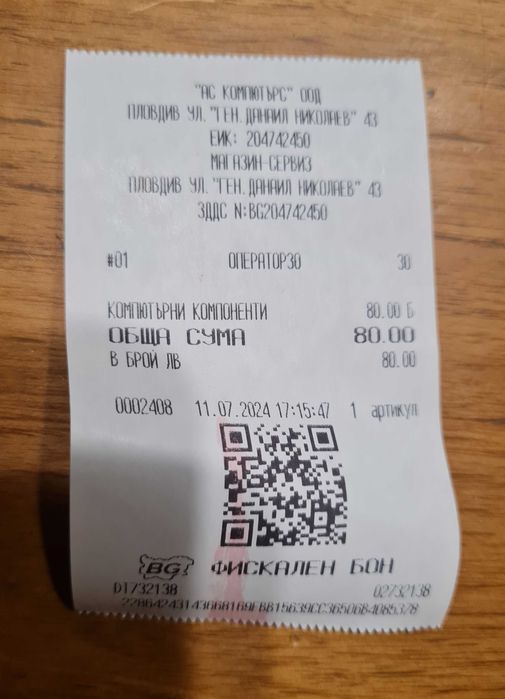 "АС КОМПЮТЪРС" ООД
ПЛОВДИВ УЛ. "ГЕН.ДАНАИЛ НИКОЛАЕВ" 43
ЕИК: 204742450
МАГАЗИН-СЕРВИЗ
ПЛОВДИВ УЛ. "ГЕН.ДАНАИЛ НИКОЛАЕВ" 43
ЗДДС N:BG204742450
#01 ОПЕРАТОР30 30
КОМПЮТЪРНИ КОМПОНЕНТИ 80.00 Б
ОБЩА СУМА 80.00
В БРОЙ ЛВ 80.00
0002408 11.07.2024 17:15:47 1 артикул
BG ФИСКАЛЕН БОН
DT732138 02732138
22864243143668169FBB15639CC3650684085378